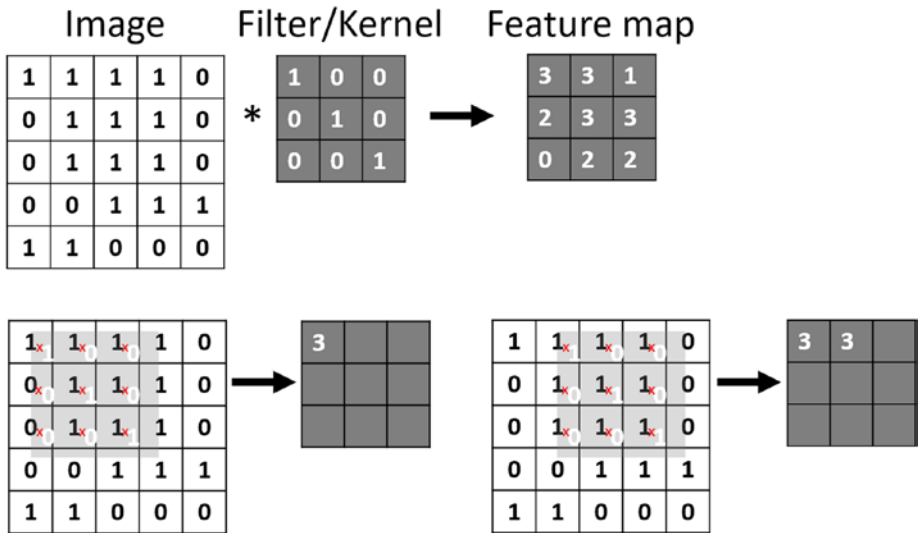 Image Filter/Kernel Feature map
1 1 1 1 0 1 0 0 3 3 1
0 1 1 1 0 * 0 1 0 2 3 3
0 1 1 1 0 0 0 1 0 2 2
0 0 1 1 1
1 1 0 0 0
1x1 1x0 1x0 1 0 3 1 1x1 1x0 1x0 0 3 3
0x0 1x1 1x0 1 0 0 1x0 1x1 1x0 0
0x0 1x0 1x1 1 0 0 1x0 1x0 1x1 0
0 0 1 1 1 0 0 1 1 1
1 1 0 0 0 1 1 0 0 0